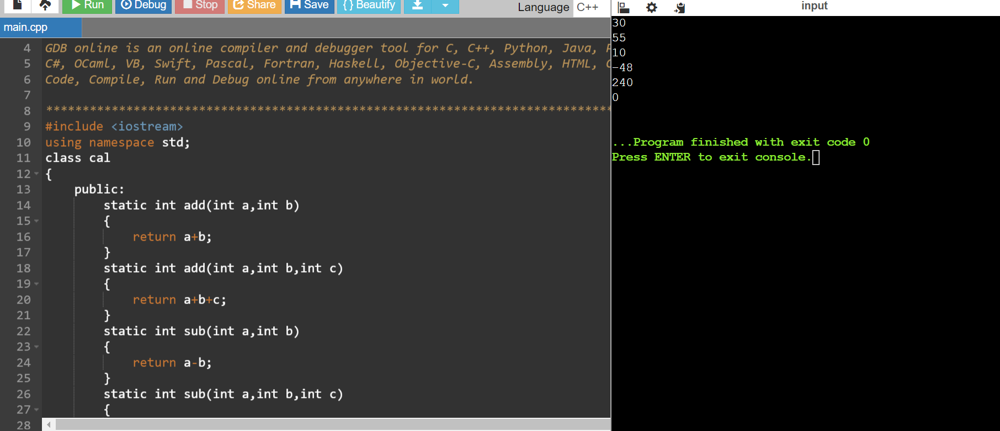 Run Debug Stop Share Save {} Beautify Language C++
input
main.cpp
4 GDB online is an online compiler and debugger tool for C, C++, Python, Java,
5 C#, OCaml, VB, Swift, Pascal, Fortran, Haskell, Objective-C, Assembly, HTML,
6 Code, Compile, Run and Debug online from anywhere in world.
7
8 ******************************************************************************
9 #include <iostream>
10 using namespace std;
11 class cal
12 {
13 public:
14 static int add(int a,int b)
15 {
16 return a+b;
17 }
18 static int add(int a,int b,int c)
19 {
20 return a+b+c;
21 }
22 static int sub(int a,int b)
23 {
24 return a-b;
25 }
26 static int sub(int a,int b,int c)
27 {
28
30
55
10
-48
240
0
...Program finished with exit code 0
Press ENTER to exit console.